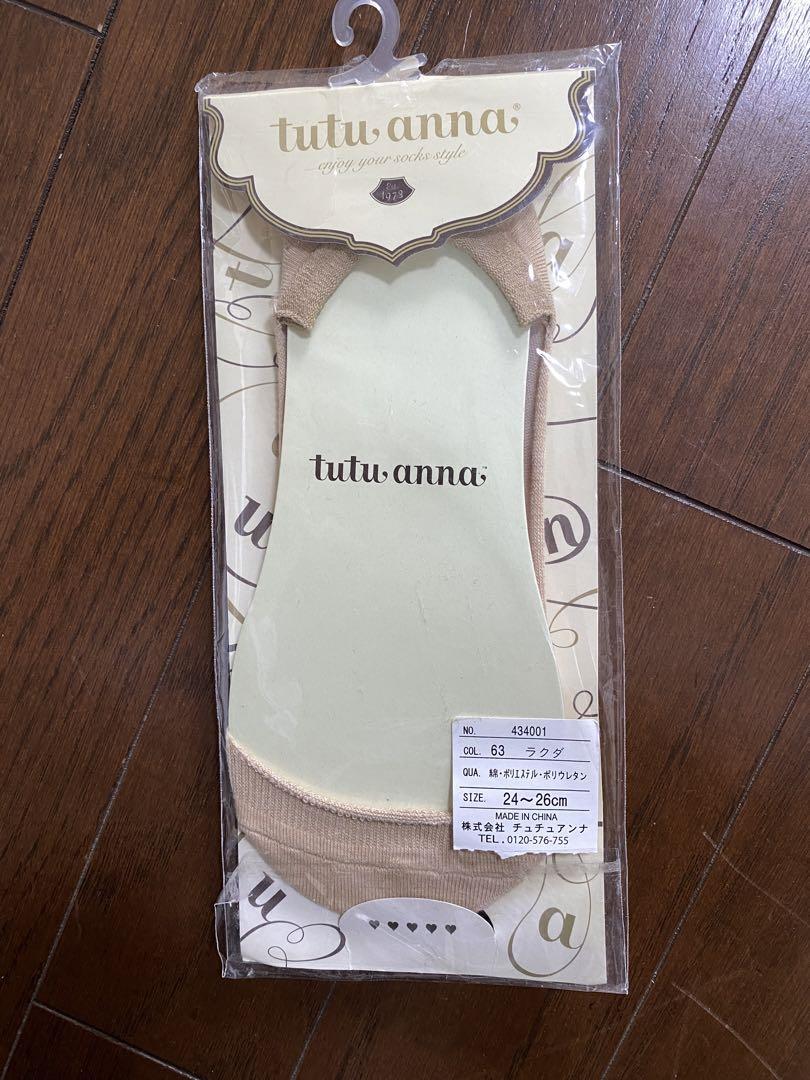 tutu anna®
enjoy your socks style
Est.
1973
tutu anna™
u
n
NO. 434001
COL. 63 ラクダ
QUA. 綿・ポリエステル・ポリウレタン
SIZE. 24～26cm
MADE IN CHINA
株式会社 チュチュアンナ
TEL.0120-576-755
♥♥♥♥♥
a